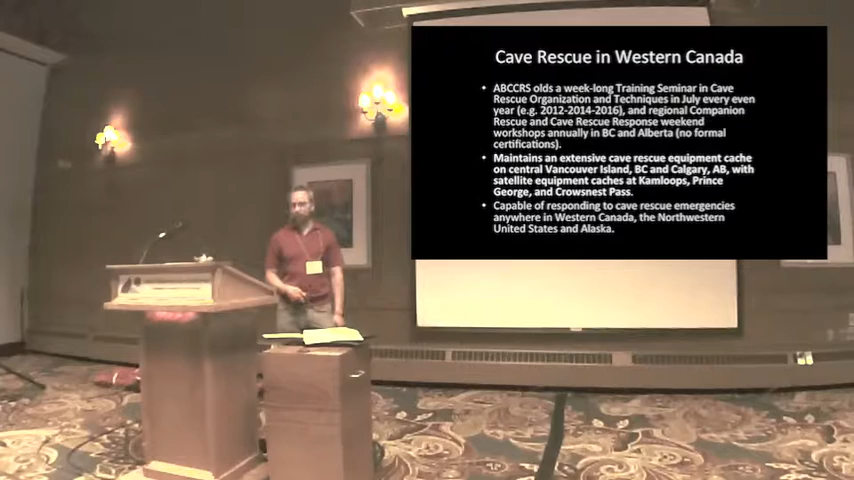 Cave Rescue in Western Canada
• ABCCRS olds a week-long Training Seminar in Cave
Rescue Organization and Techniques in July every even
year (e.g. 2012-2014-2016), and regional Companion
Rescue and Cave Rescue Response weekend
workshops annually in BC and Alberta (no formal
certifications).
• Maintains an extensive cave rescue equipment cache
on central Vancouver Island, BC and Calgary, AB, with
satellite equipment caches at Kamloops, Prince
George, and Crowsnest Pass.
• Capable of responding to cave rescue emergencies
anywhere in Western Canada, the Northwestern
United States and Alaska.